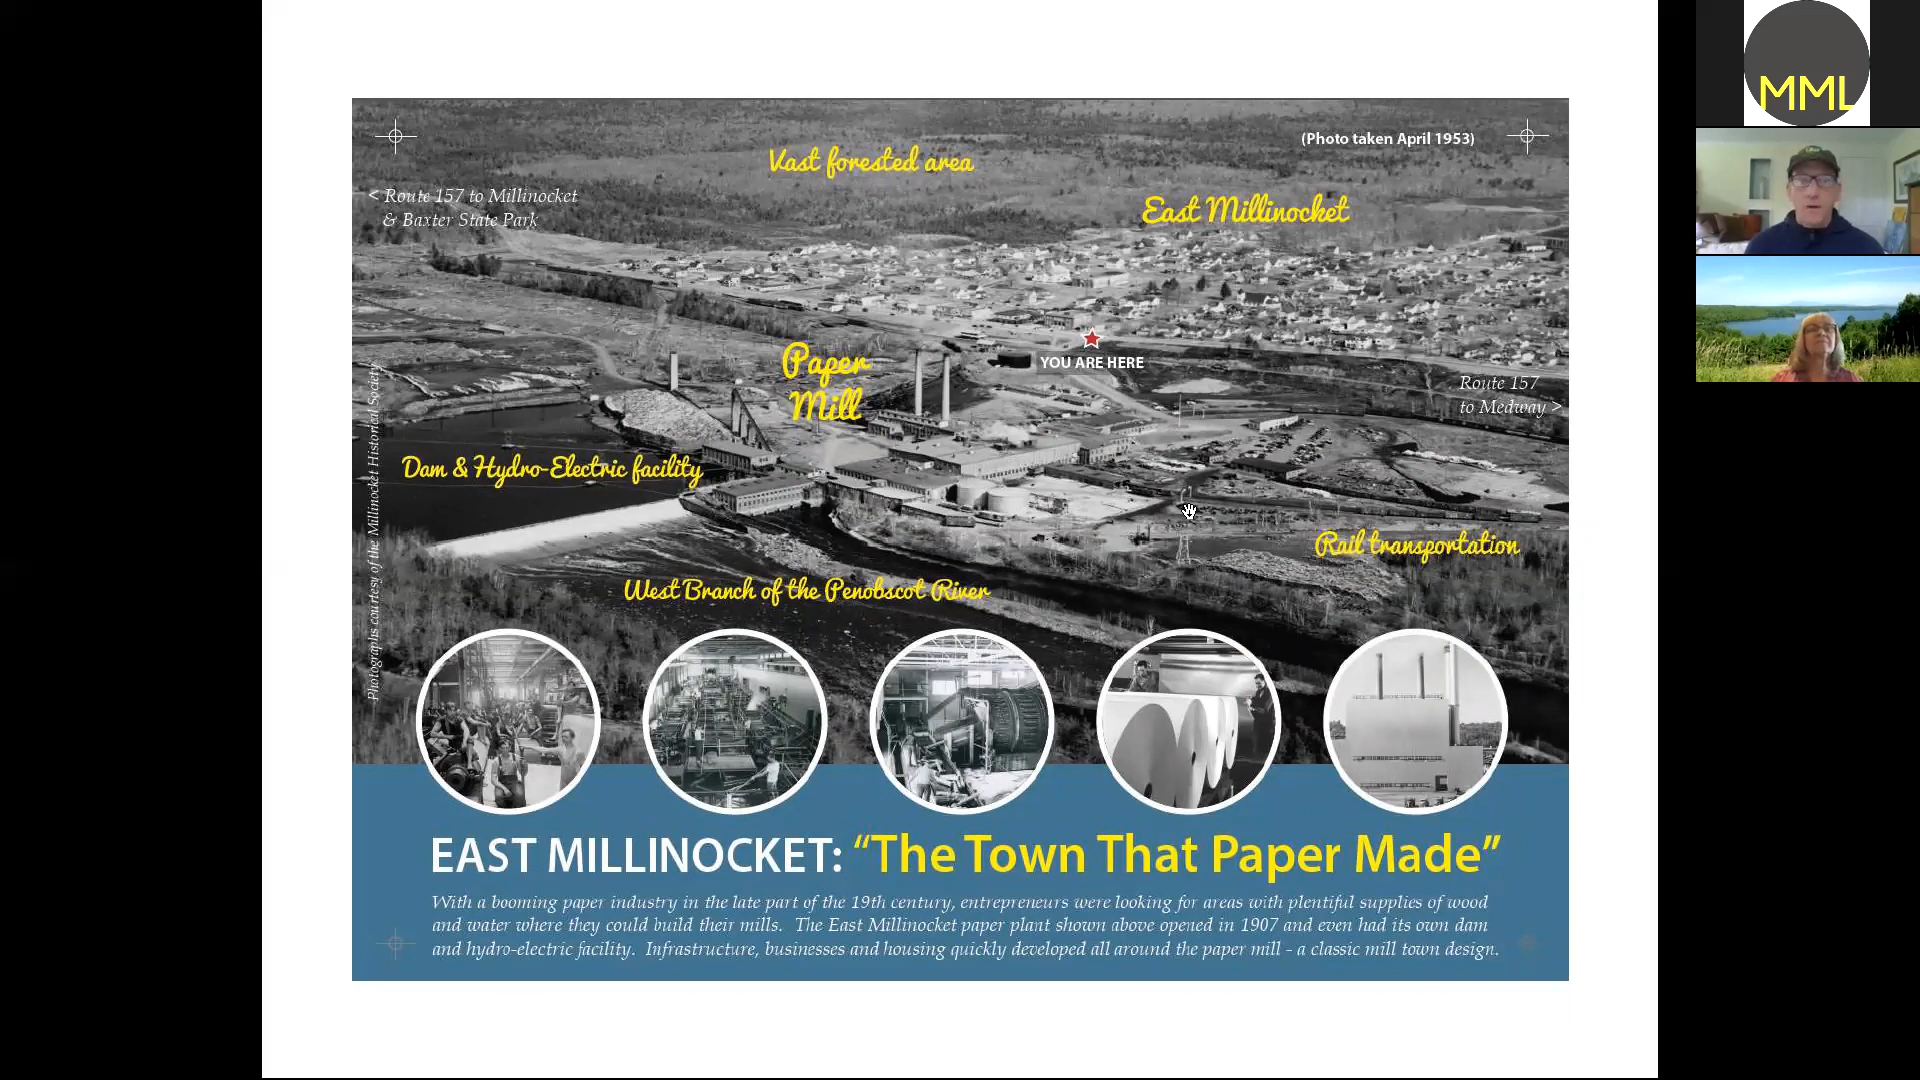 (Photo taken April 1953)
Vast forested area
< Route 157 to Millinocket
& Baxter State Park
East Millinocket
YOU ARE HERE
Paper
Mill
Route 157
to Medway >
Dam & Hydro-Electric facility
Rail transportation
West Branch of the Penobscot River
Photographs courtesy of the Millinocket Historical Society
EAST MILLINOCKET: “The Town That Paper Made”
With a booming paper industry in the late part of the 19th century, entrepreneurs were looking for areas with plentiful supplies of wood
and water where they could build their mills.  The East Millinocket paper plant shown above opened in 1907 and even had its own dam
and hydro-electric facility.  Infrastructure, businesses and housing quickly developed all around the paper mill - a classic mill town design.
MML